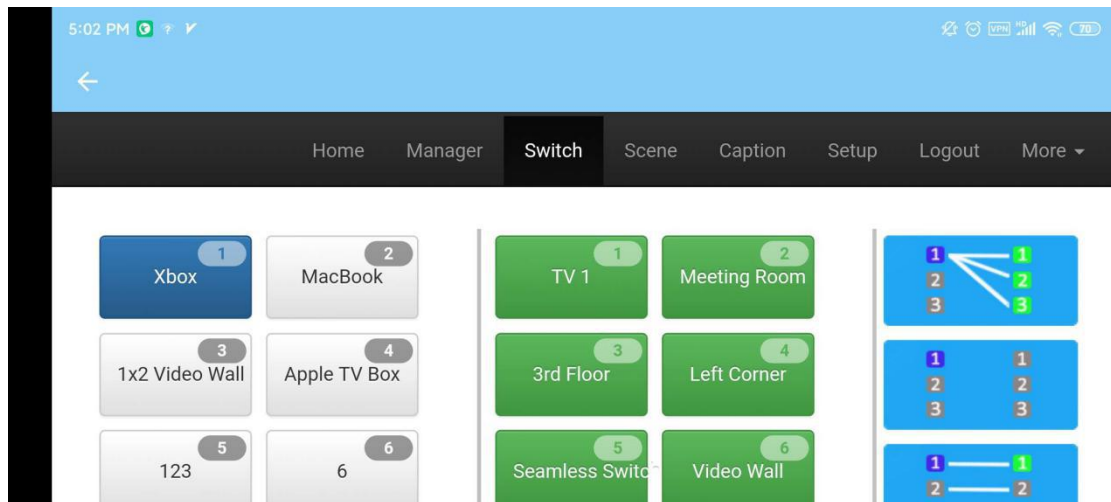 5:02 PM
VPN HD 70
Home Manager Switch Scene Caption Setup Logout More
1 2 1 2
Xbox MacBook TV 1 Meeting Room
3 4 3 4
1x2 Video Wall Apple TV Box 3rd Floor Left Corner
5 6 5 6
123 6 Seamless Switc Video Wall
1 1
2 2
3 3
1 1
2 2
3 3
1 1
2 2